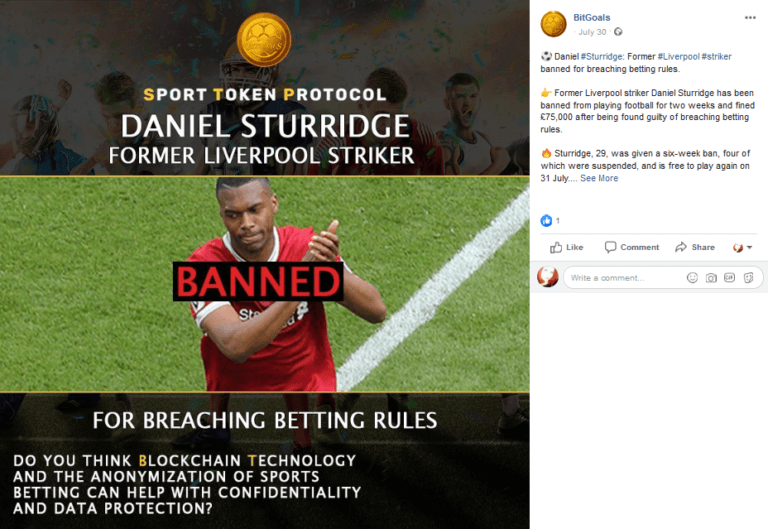 SPORT TOKEN PROTOCOL
DANIEL STURRIDGE
FORMER LIVERPOOL STRIKER
BANNED
FOR BREACHING BETTING RULES
DO YOU THINK BLOCKCHAIN TECHNOLOGY
AND THE ANONYMIZATION OF SPORTS
BETTING CAN HELP WITH CONFIDENTIALITY
AND DATA PROTECTION?
BitGoals
July 30 ·
Daniel #Sturridge: Former #Liverpool #striker
banned for breaching betting rules.
Former Liverpool striker Daniel Sturridge has been
banned from playing football for two weeks and fined
£75,000 after being found guilty of breaching betting
rules.
Sturridge, 29, was given a six-week ban, four of
which were suspended, and is free to play again on
31 July.... See More
1
Like Comment Share
Write a comment...
GIF